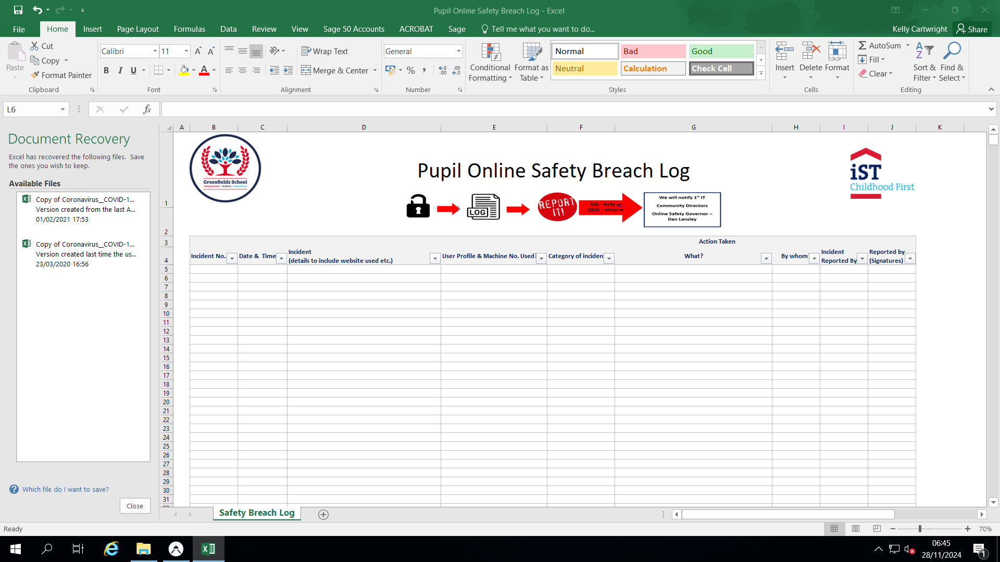 Pupil Online Safety Breach Log - Excel
File Home Insert Page Layout Formulas Data Review View Sage 50 Accounts ACROBAT Sage Tell me what you want to do... Kelly Cartwright Share
Paste Cut Copy Format Painter
Calibri 11 A A B I U A
Wrap Text Merge & Center
General % ,
Conditional Formatting Format as Table
Normal Bad Good
Neutral Calculation Check Cell
Insert Delete Format
AutoSum Fill Clear Sort & Filter Find & Select
Clipboard Font Alignment Number Styles Cells Editing
L6 fx
A B C D E F G H I J K
Document Recovery
Excel has recovered the following files. Save
the ones you wish to keep.
Available Files
Copy of Coronavirus__COVID-1...
Version created from the last A...
01/02/2021 17:53
Copy of Coronavirus__COVID-1...
Version created last time the us...
23/03/2020 16:56
Which file do I want to save?
Close
Greenfields School
Compassionate · Resilient · Aspirational
Pupil Online Safety Breach Log
iST
Childhood First
LOG
REPORT
IT!
DSL - Kelly or
DDSL - Victoria
We will notify 1st IT
Community Directors
Online Safety Governor –
Dan Lansley
Action Taken
Incident No. Date & Time Incident
(details to include website used etc.) User Profile & Machine No. Used? Category of inciden What? By whom Incident
Reported By Reported by
(Signatures)
1
2
3
4
5
6
7
8
9
10
11
12
13
14
15
16
17
18
19
20
21
22
23
24
25
26
27
28
29
30
31
Safety Breach Log
Ready 70%
06:45
28/11/2024
1